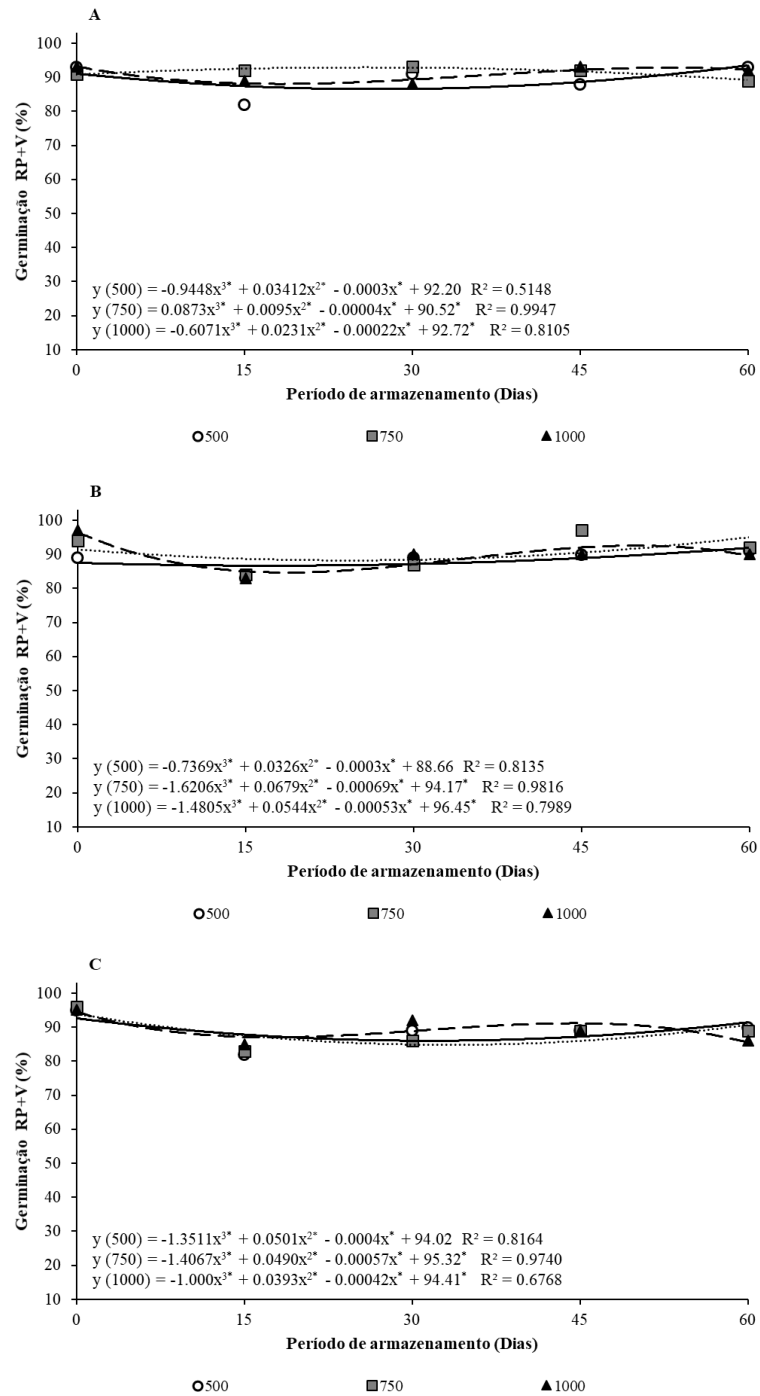 A
Germinação RP+V (%)
100
90
80
70
60
50
40
30
20
10
y (500) = -0.9448x³* + 0.03412x²* - 0.0003x* + 92.20 R² = 0.5148
y (750) = 0.0873x³* + 0.0095x²* - 0.00004x* + 90.52* R² = 0.9947
y (1000) = -0.6071x³* + 0.0231x²* - 0.00022x* + 92.72* R² = 0.8105
0 15 30 45 60
Período de armazenamento (Dias)
500 750 1000
B
Germinação RP+V (%)
100
90
80
70
60
50
40
30
20
10
y (500) = -0.7369x³* + 0.0326x²* - 0.0003x* + 88.66 R² = 0.8135
y (750) = -1.6206x³* + 0.0679x²* - 0.00069x* + 94.17* R² = 0.9816
y (1000) = -1.4805x³* + 0.0544x²* - 0.00053x* + 96.45* R² = 0.7989
0 15 30 45 60
Período de armazenamento (Dias)
500 750 1000
C
Germinação RP+V (%)
100
90
80
70
60
50
40
30
20
10
y (500) = -1.3511x³* + 0.0501x²* - 0.0004x* + 94.02 R² = 0.8164
y (750) = -1.4067x³* + 0.0490x²* - 0.00057x* + 95.32* R² = 0.9740
y (1000) = -1.000x³* + 0.0393x²* - 0.00042x* + 94.41* R² = 0.6768
0 15 30 45 60
Período de armazenamento (Dias)
500 750 1000